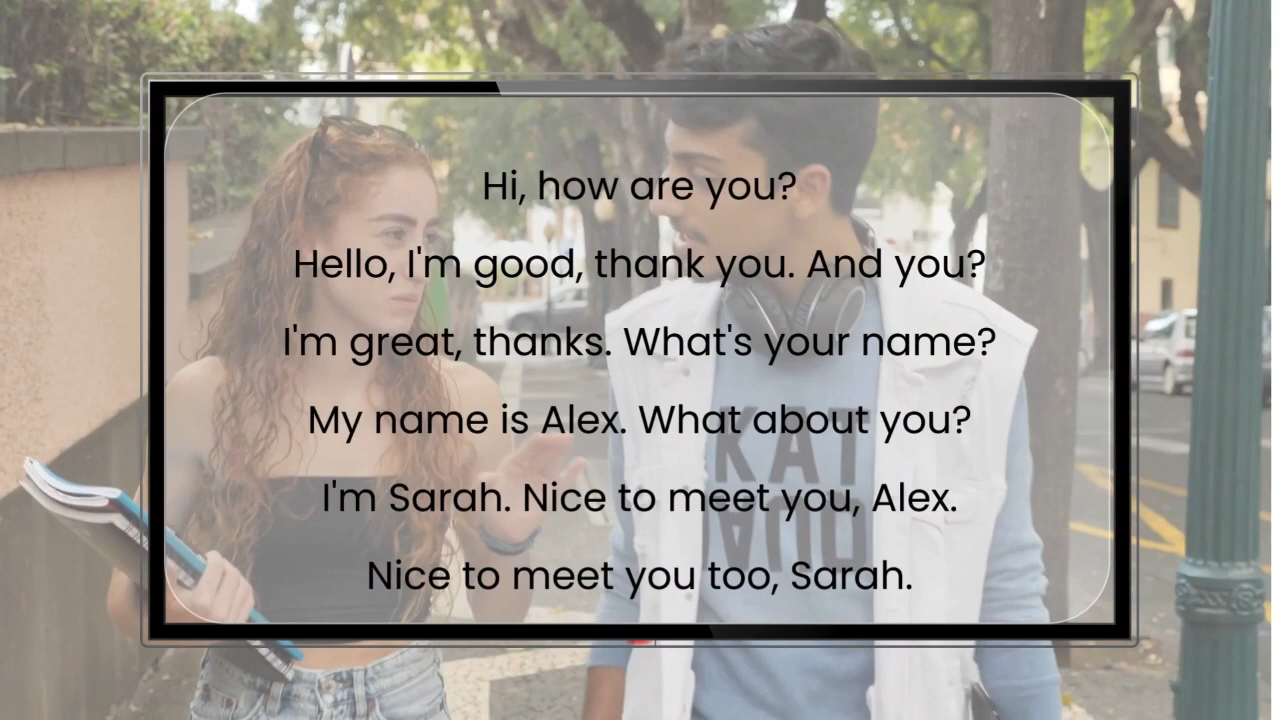 Hi, how are you?
Hello, I'm good, thank you. And you?
I'm great, thanks. What's your name?
My name is Alex. What about you?
I'm Sarah. Nice to meet you, Alex.
Nice to meet you too, Sarah.